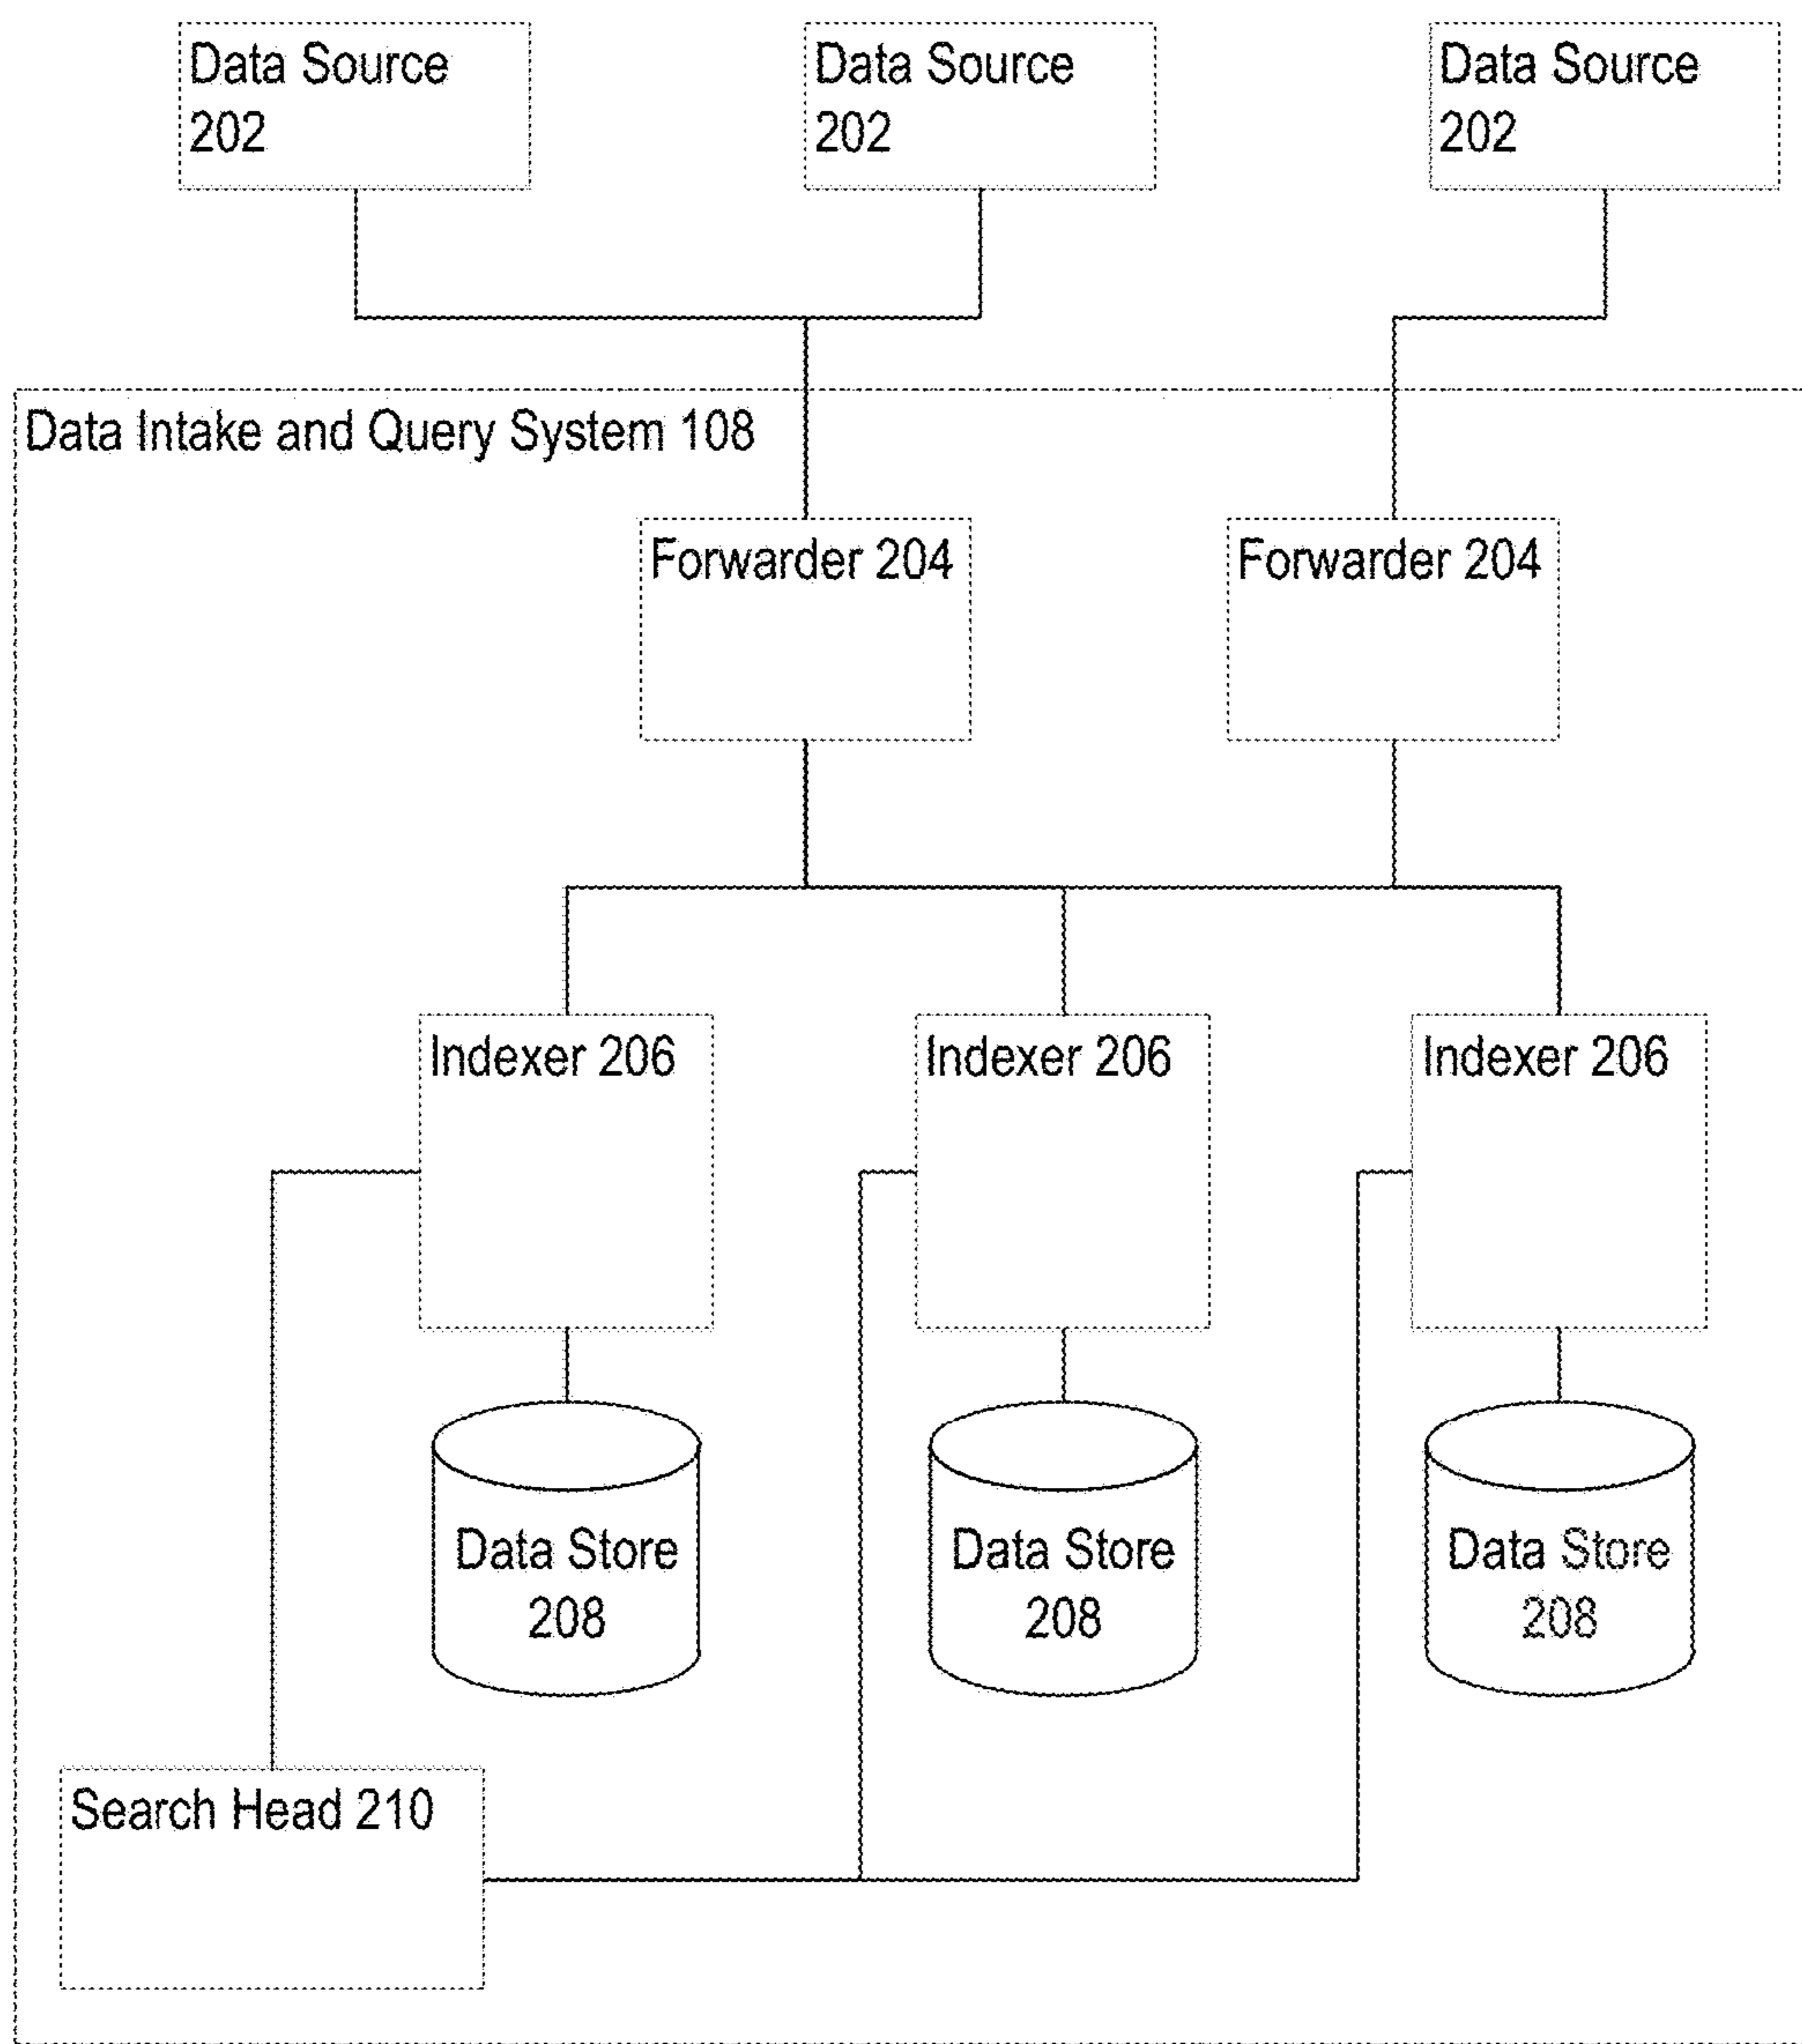 Data Source
202
Data Source
202
Data Source
202
Data Intake and Query System 108
Forwarder 204
Forwarder 204
Indexer 206
Indexer 206
Indexer 206
Data Store
208
Data Store
208
Data Store
208
Search Head 210